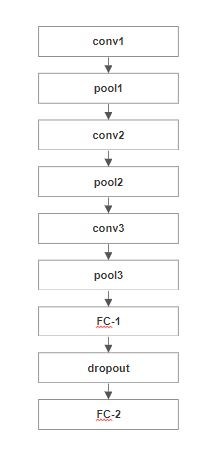 conv1
pool1
conv2
pool2
conv3
pool3
FC-1
dropout
FC-2